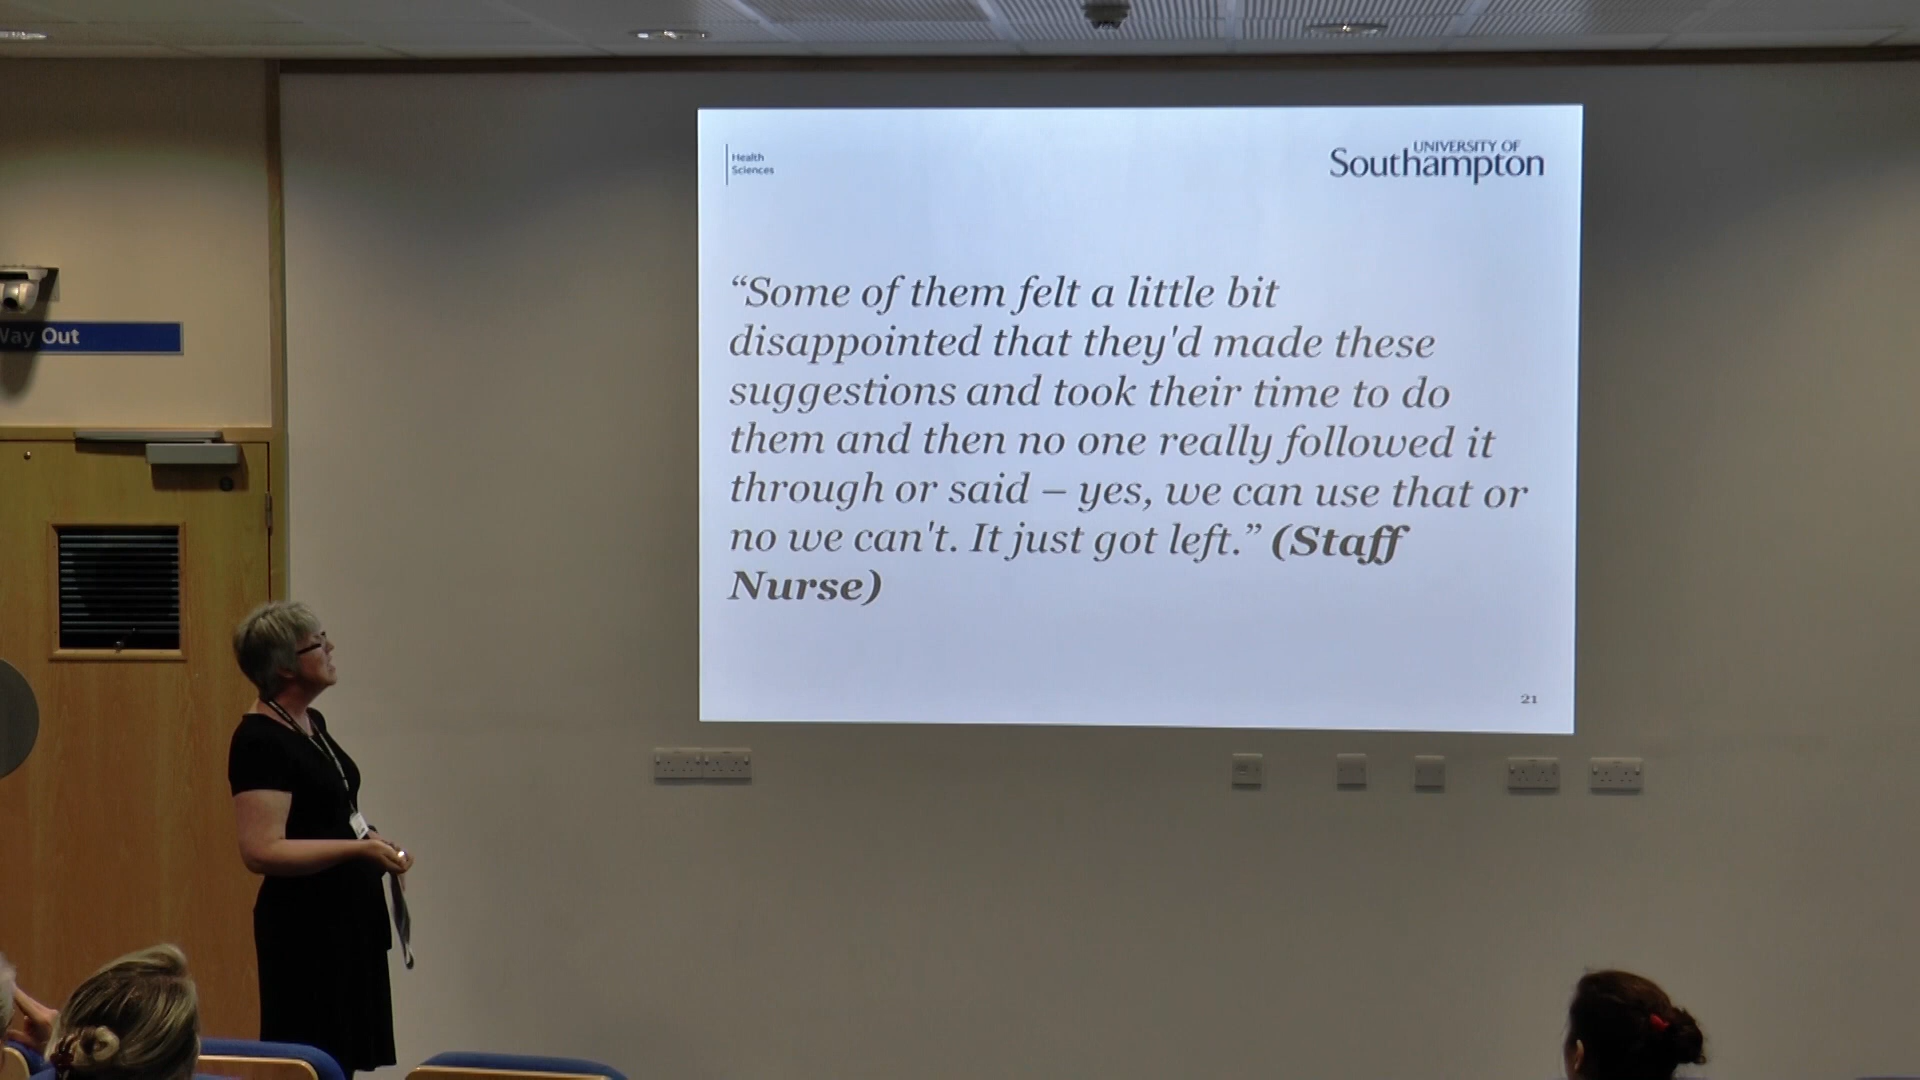 Health
Sciences
UNIVERSITY OF
Southampton
“Some of them felt a little bit
disappointed that they'd made these
suggestions and took their time to do
them and then no one really followed it
through or said – yes, we can use that or
no we can't. It just got left.” (Staff
Nurse)
21
Way Out